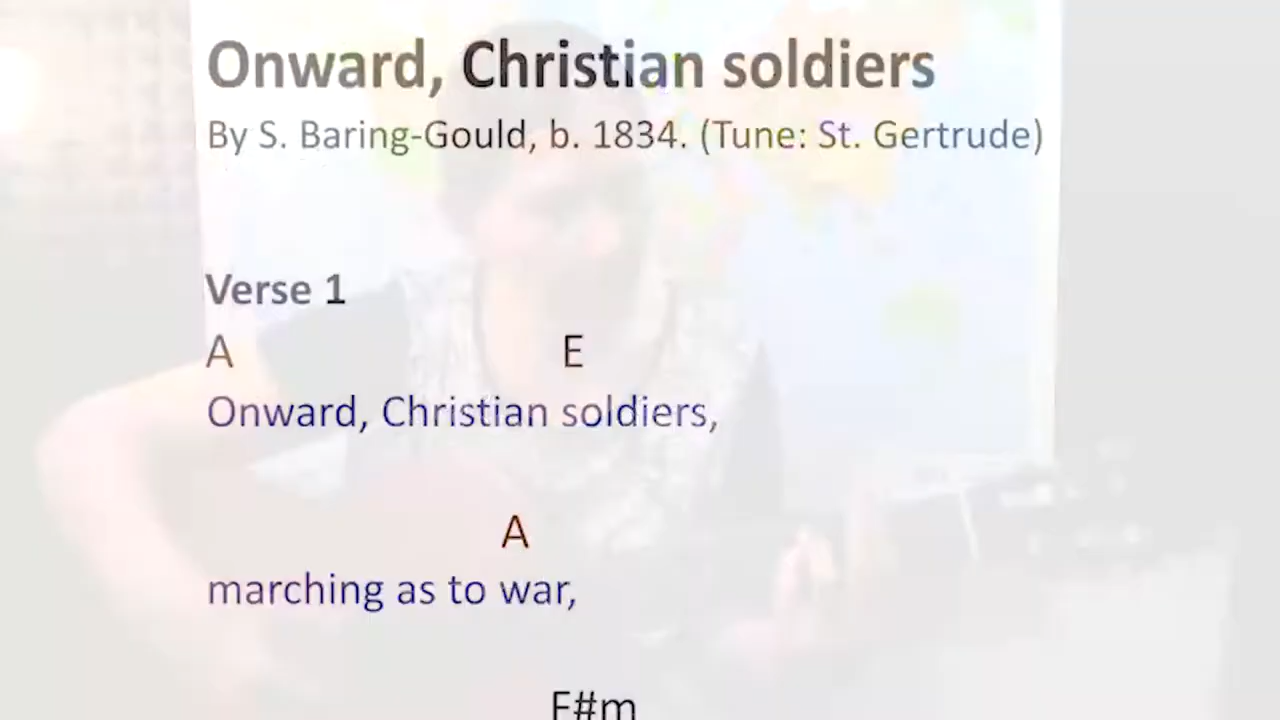 Onward, Christian soldiers
By S. Baring-Gould, b. 1834. (Tune: St. Gertrude)
Verse 1
A E
Onward, Christian soldiers,
A
marching as to war,
F#m